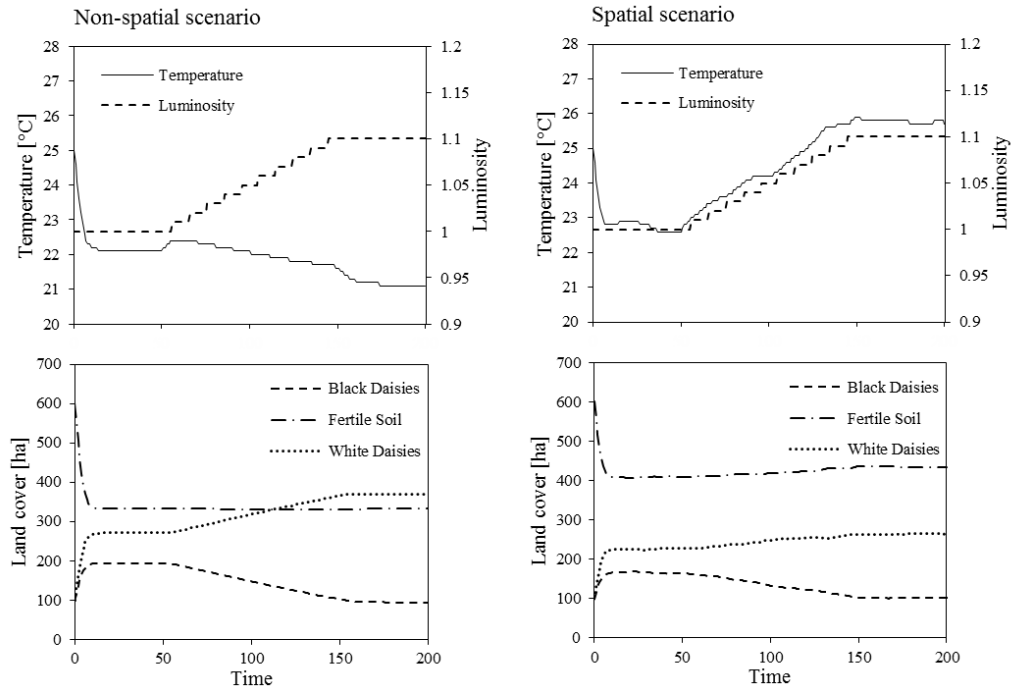 Non-spatial scenario
Temperature [°C]
28
27
26
25
24
23
22
21
20
Temperature
Luminosity
1.2
1.15
1.1
1.05
1
0.95
0.9
Luminosity
Spatial scenario
Temperature [°C]
28
27
26
25
24
23
22
21
20
Temperature
Luminosity
1.2
1.15
1.1
1.05
1
0.95
0.9
Luminosity
Land cover [ha]
700
600
500
400
300
200
100
0
Black Daisies
Fertile Soil
White Daisies
0 50 100 150 200
Time
Land cover [ha]
700
600
500
400
300
200
100
0
Black Daisies
Fertile Soil
White Daisies
0 50 100 150 200
Time